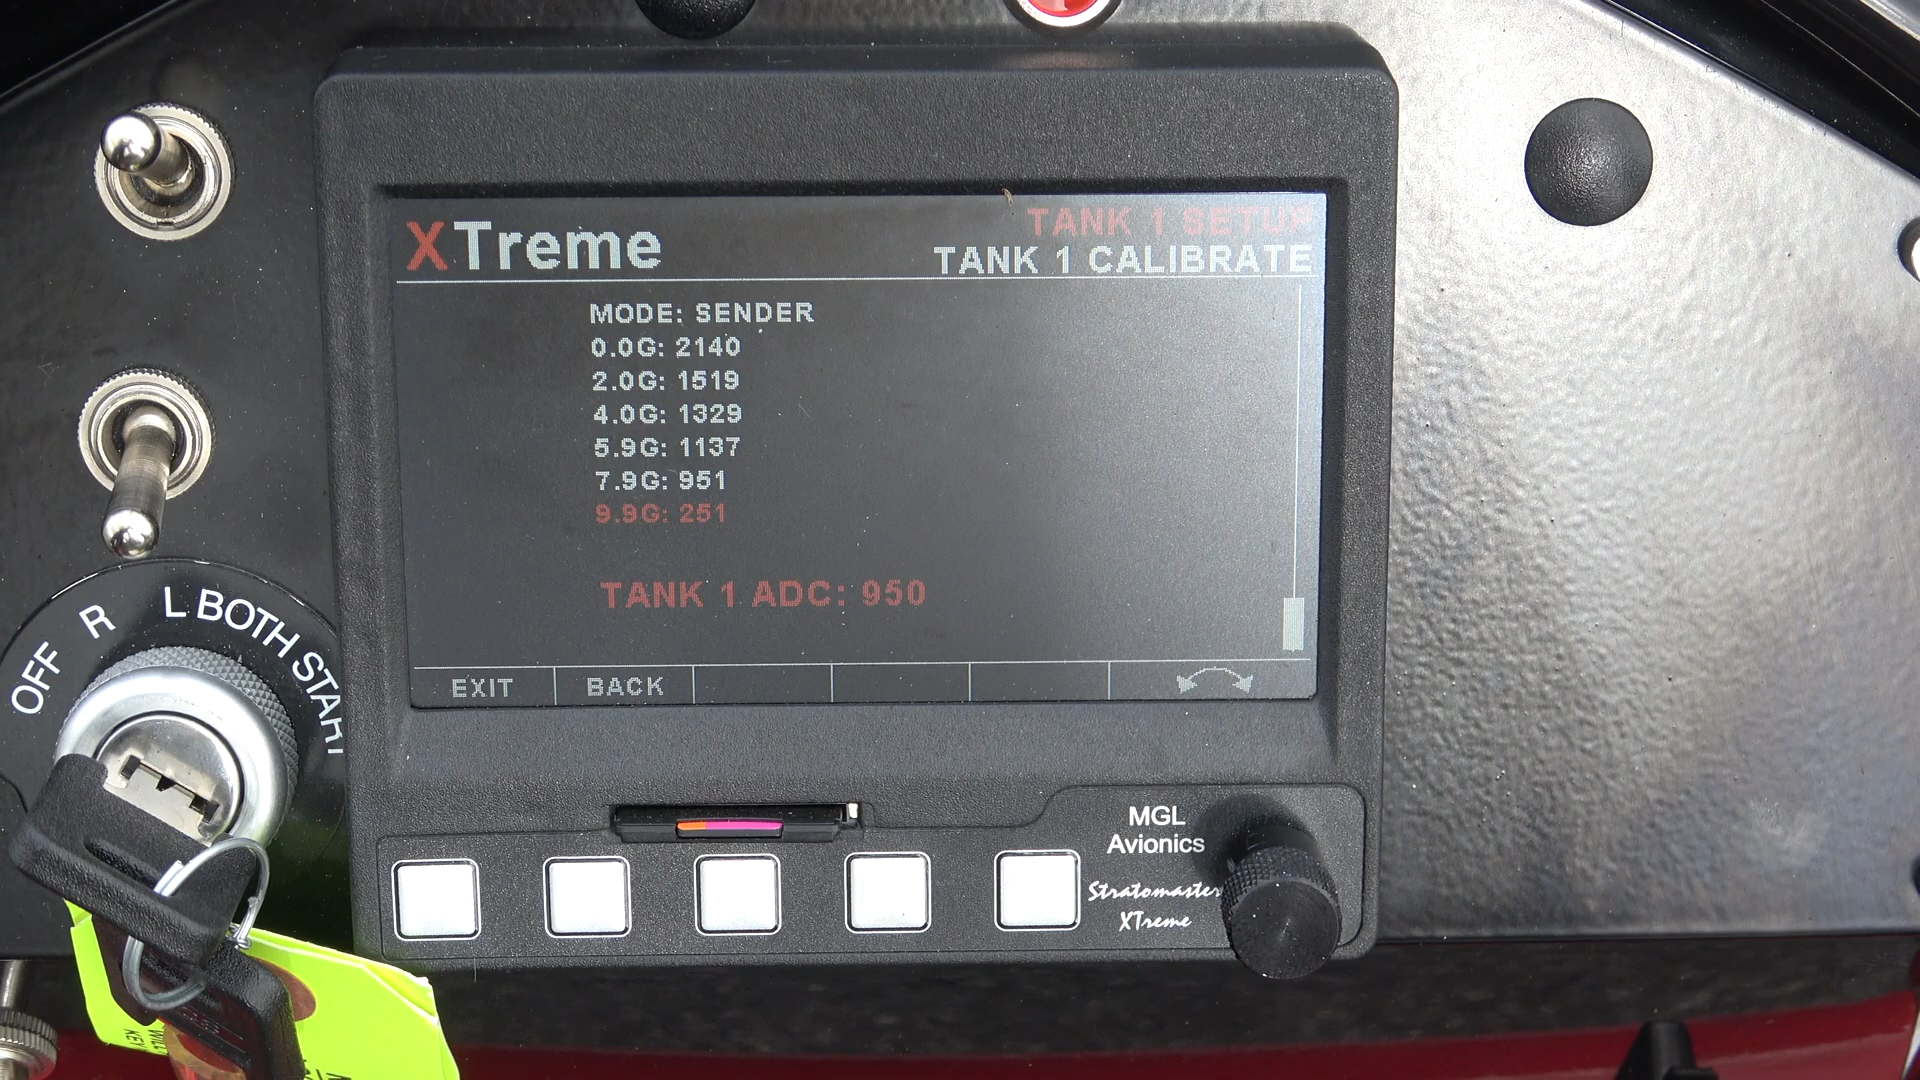 XTreme
TANK 1 SETUP
TANK 1 CALIBRATE
MODE: SENDER
0.0G: 2140
2.0G: 1519
4.0G: 1329
5.9G: 1137
7.9G: 951
9.9G: 251
TANK 1 ADC: 950
EXIT BACK
OFF R L BOTH START
MGL
Avionics
Stratomaster
XTreme
WILL
KEY